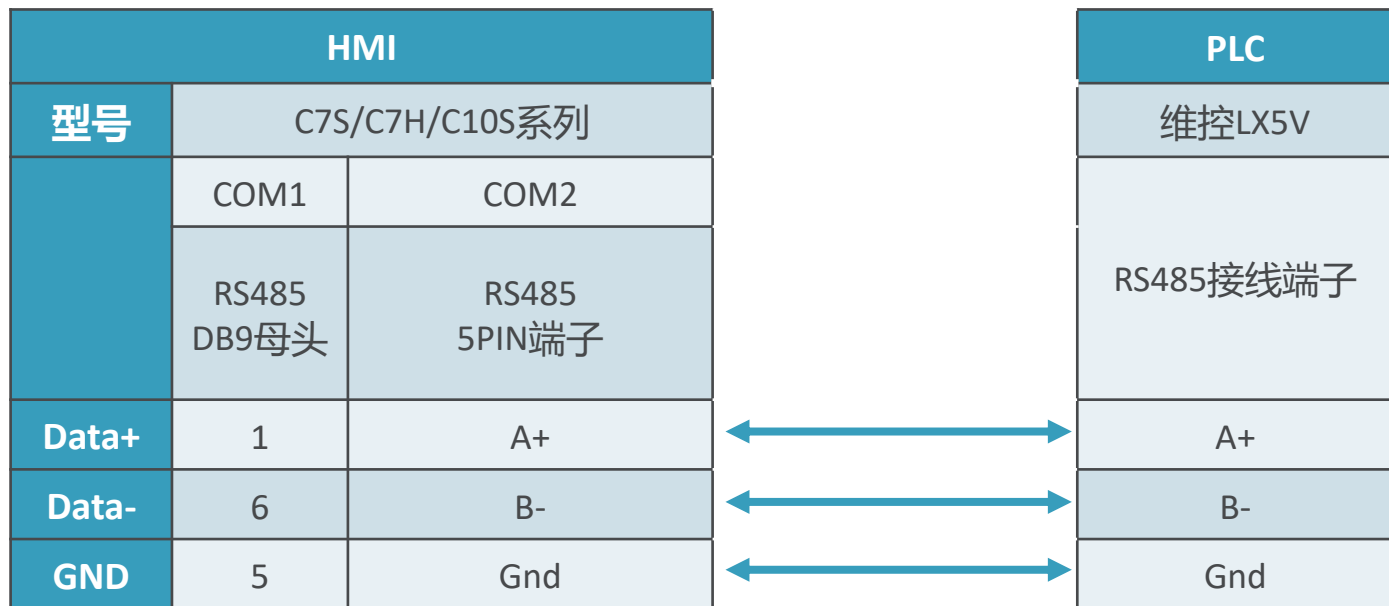 HMI
PLC
型号
C7S/C7H/C10S系列
维控LX5V
COM1
COM2
RS485接线端子
RS485
DB9母头
RS485
5PIN端子
Data+
1
A+
A+
Data-
6
B-
B-
GND
5
Gnd
Gnd